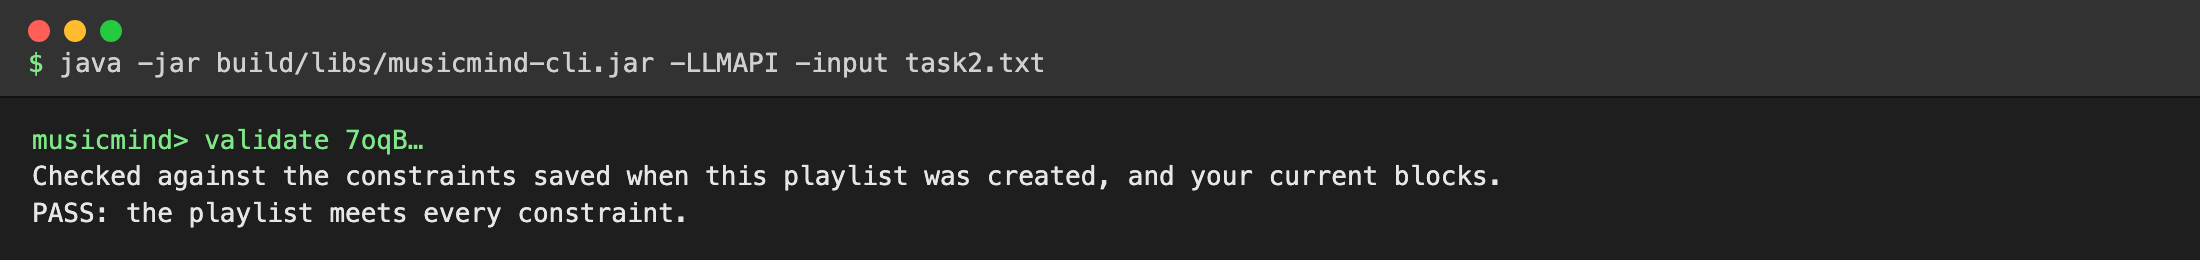 $ java -jar build/libs/musicmind-cli.jar -LLMAPI -input task2.txt
musicmind> validate 7oqB…
Checked against the constraints saved when this playlist was created, and your current blocks.
PASS: the playlist meets every constraint.